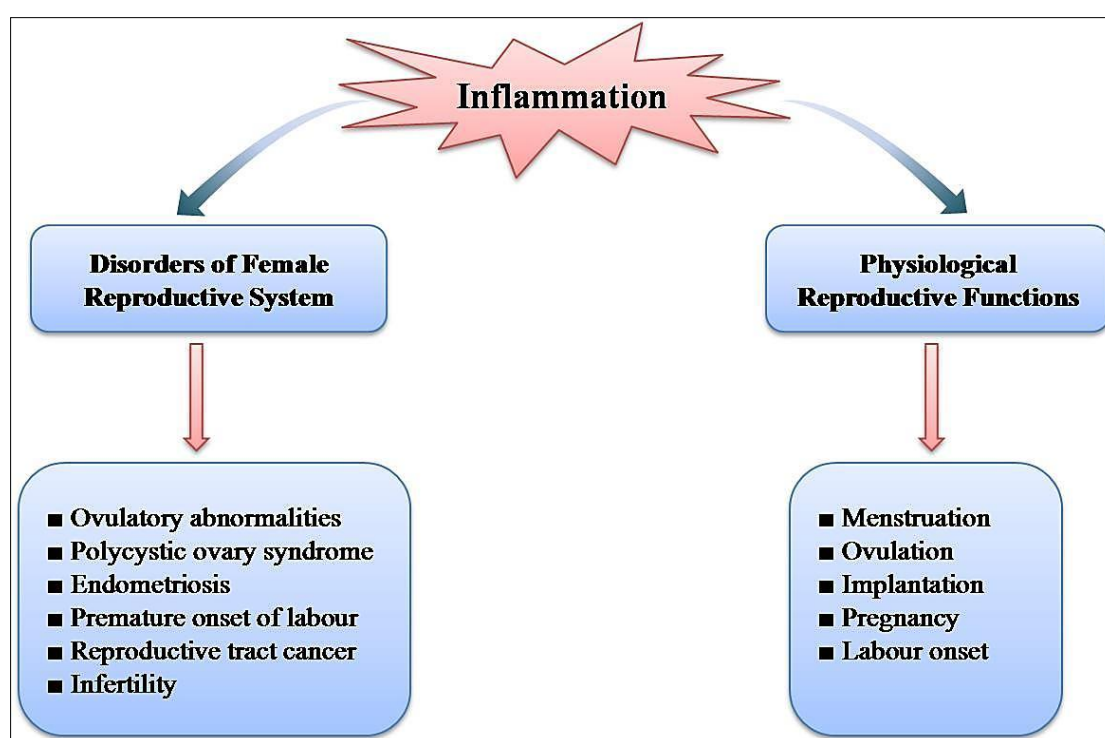 Inflammation
Disorders of Female
Reproductive System
Physiological
Reproductive Functions
■ Ovulatory abnormalities
■ Polycystic ovary syndrome
■ Endometriosis
■ Premature onset of labour
■ Reproductive tract cancer
■ Infertility
■ Menstruation
■ Ovulation
■ Implantation
■ Pregnancy
■ Labour onset